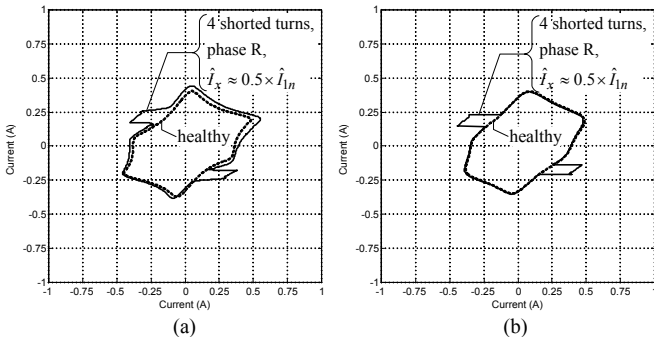 1
0.75
0.5
0.25
0
-0.25
-0.5
-0.75
-1
-1 -0.75 -0.5 -0.25 0 0.25 0.5 0.75 1
Current (A)
Current (A)
4 shorted turns,
phase R,
Î_x ≈ 0.5 × Î_1n
healthy
(a)
1
0.75
0.5
0.25
0
-0.25
-0.5
-0.75
-1
-1 -0.75 -0.5 -0.25 0 0.25 0.5 0.75 1
Current (A)
Current (A)
4 shorted turns,
phase R,
Î_x ≈ 0.5 × Î_1n
healthy
(b)